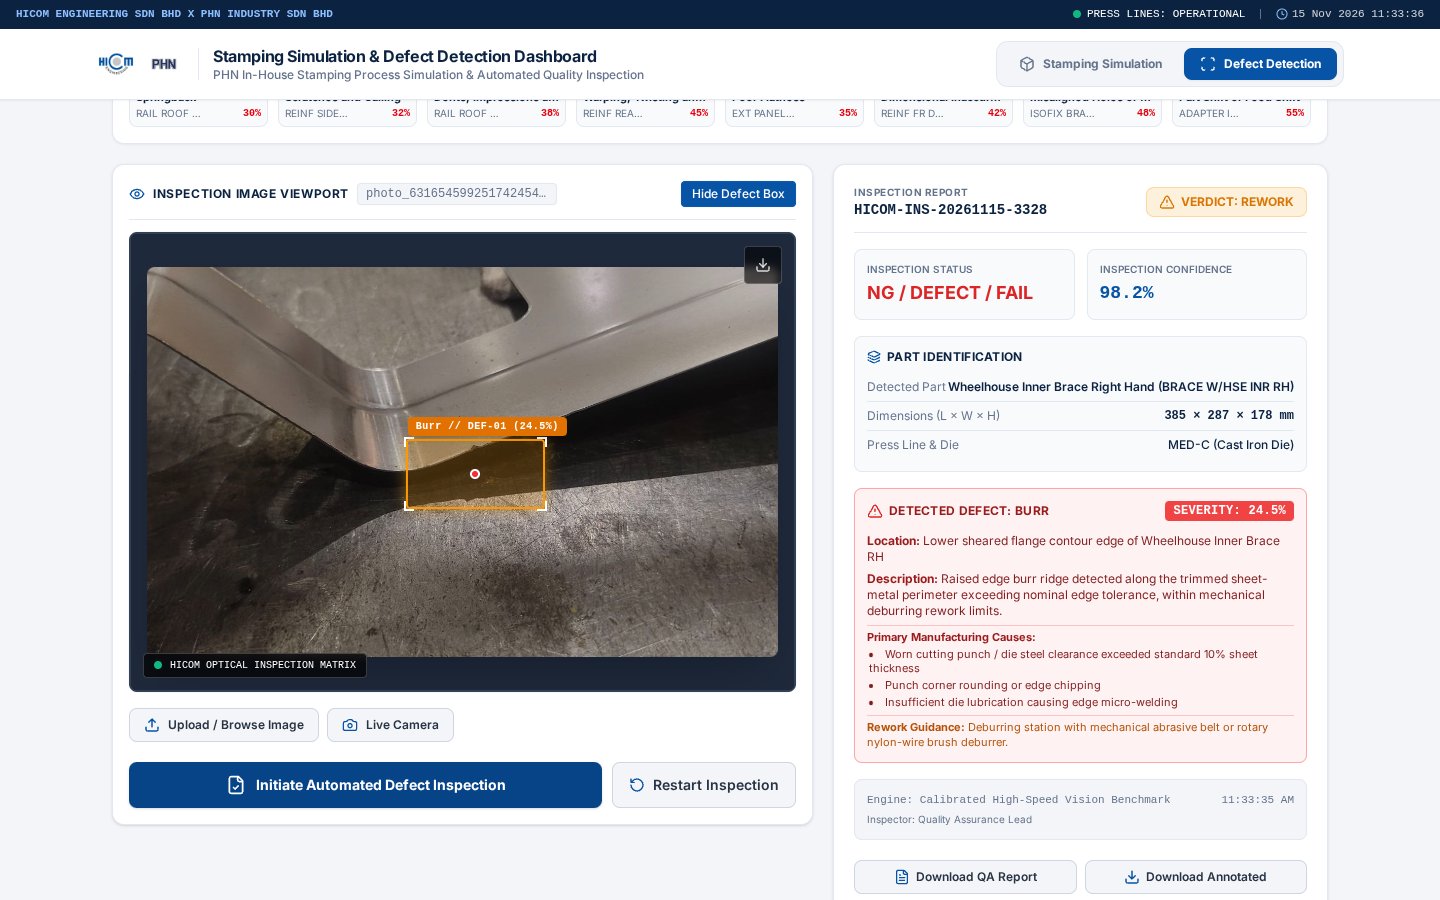 HICOM ENGINEERING SDN BHD X PHN INDUSTRY SDN BHD
PRESS LINES: OPERATIONAL | 15 Nov 2026 11:33:36
HICOM PHN
Stamping Simulation & Defect Detection Dashboard
PHN In-House Stamping Process Simulation & Automated Quality Inspection
Stamping Simulation
Defect Detection
RAIL ROOF ... 30%
REINF SIDE... 32%
RAIL ROOF ... 38%
REINF REA... 45%
EXT PANEL... 35%
REINF FR D... 42%
ISOFIX BRA... 48%
ADAPTER I... 55%
INSPECTION IMAGE VIEWPORT
photo_631654599251742454…
Hide Defect Box
Burr // DEF-01 (24.5%)
HICOM OPTICAL INSPECTION MATRIX
Upload / Browse Image
Live Camera
Initiate Automated Defect Inspection
Restart Inspection
INSPECTION REPORT
HICOM-INS-20261115-3328
VERDICT: REWORK
INSPECTION STATUS
NG / DEFECT / FAIL
INSPECTION CONFIDENCE
98.2%
PART IDENTIFICATION
Detected Part Wheelhouse Inner Brace Right Hand (BRACE W/HSE INR RH)
Dimensions (L × W × H) 385 × 287 × 178 mm
Press Line & Die MED-C (Cast Iron Die)
DETECTED DEFECT: BURR
SEVERITY: 24.5%
Location: Lower sheared flange contour edge of Wheelhouse Inner Brace
RH
Description: Raised edge burr ridge detected along the trimmed sheet-
metal perimeter exceeding nominal edge tolerance, within mechanical
deburring rework limits.
Primary Manufacturing Causes:
• Worn cutting punch / die steel clearance exceeded standard 10% sheet
thickness
• Punch corner rounding or edge chipping
• Insufficient die lubrication causing edge micro-welding
Rework Guidance: Deburring station with mechanical abrasive belt or rotary
nylon-wire brush deburrer.
Engine: Calibrated High-Speed Vision Benchmark 11:33:35 AM
Inspector: Quality Assurance Lead
Download QA Report
Download Annotated